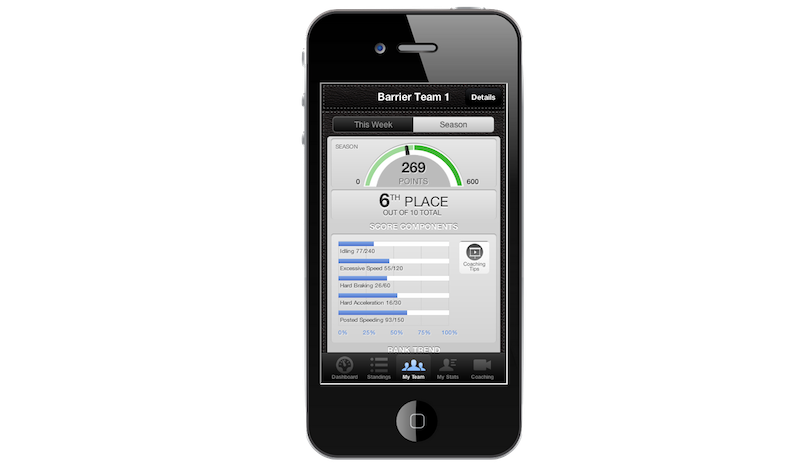 Barrier Team 1
Details
This Week
Season
SEASON
269
0
POINTS
600
6TH PLACE
OUT OF 10 TOTAL
SCORE COMPONENTS
Idling 77/240
Coaching
Tips
Excessive Speed 55/120
Hard Braking 26/60
Hard Acceleration 16/30
Posted Speeding 93/150
0% 25% 50% 75% 100%
RANK TREND
Dashboard Standings My Team My Stats Coaching